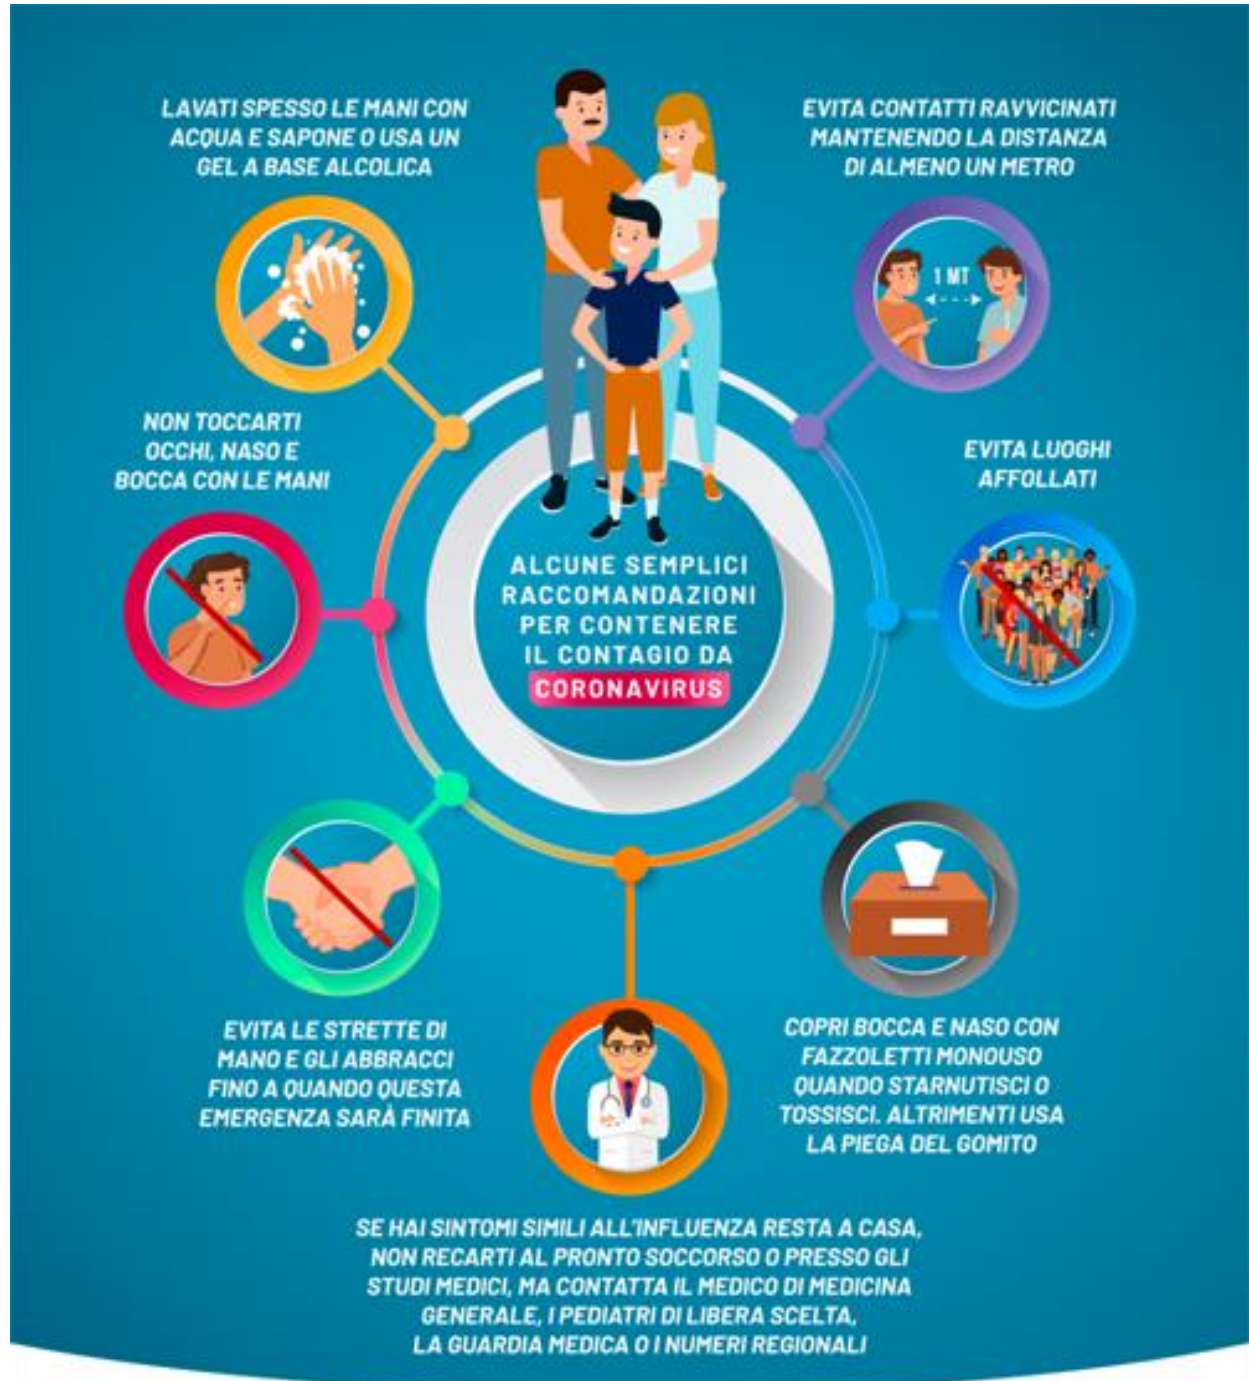 LAVATI SPESSO LE MANI CON
ACQUA E SAPONE O USA UN
GEL A BASE ALCOLICA
EVITA CONTATTI RAVVICINATI
MANTENENDO LA DISTANZA
DI ALMENO UN METRO
1 MT
NON TOCCARTI
OCCHI, NASO E
BOCCA CON LE MANI
EVITA LUOGHI
AFFOLLATI
ALCUNE SEMPLICI
RACCOMANDAZIONI
PER CONTENERE
IL CONTAGIO DA
CORONAVIRUS
EVITA LE STRETTE DI
MANO E GLI ABBRACCI
FINO A QUANDO QUESTA
EMERGENZA SARÀ FINITA
COPRI BOCCA E NASO CON
FAZZOLETTI MONOUSO
QUANDO STARNUTISCI O
TOSSISCI. ALTRIMENTI USA
LA PIEGA DEL GOMITO
SE HAI SINTOMI SIMILI ALL'INFLUENZA RESTA A CASA,
NON RECARTI AL PRONTO SOCCORSO O PRESSO GLI
STUDI MEDICI, MA CONTATTA IL MEDICO DI MEDICINA
GENERALE, I PEDIATRI DI LIBERA SCELTA,
LA GUARDIA MEDICA O I NUMERI REGIONALI